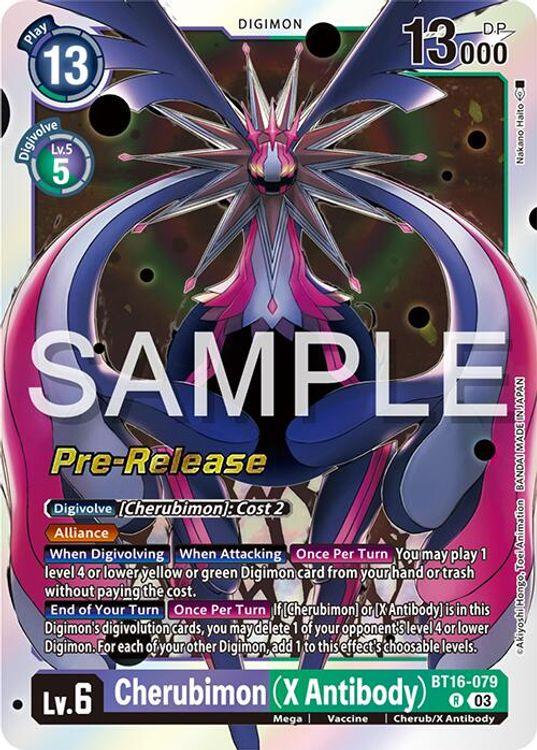 Play
DIGIMON
13
DP
13000
Nakano Haito
Digivolve
Lv.5
5
SAMPLE
Pre-Release
Digivolve [Cherubimon]: Cost 2
Alliance
When Digivolving When Attacking Once Per Turn You may play 1
level 4 or lower yellow or green Digimon card from your hand or trash
without paying the cost.
End of Your Turn Once Per Turn If [Cherubimon] or [X Antibody] is in this
Digimon's digivolution cards, you may delete 1 of your opponent's level 4 or lower
Digimon. For each of your other Digimon, add 1 to this effect's choosable levels.
©Akiyoshi Hongo, Toei Animation BANDAI MADE IN JAPAN
Lv.6
Cherubimon (X Antibody)
BT16-079
R 03
Mega Vaccine Cherub/X Antibody